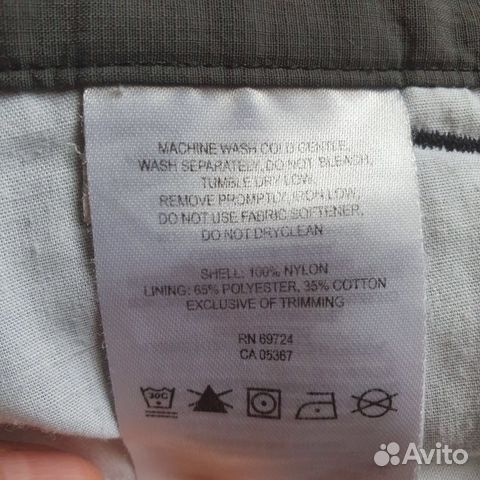 MACHINE WASH COLD GENTLE,
WASH SEPARATELY, DO NOT BLEACH,
TUMBLE DRY LOW,
REMOVE PROMPTLY, IRON LOW,
DO NOT USE FABRIC SOFTENER,
DO NOT DRYCLEAN
SHELL: 100% NYLON
LINING: 65% POLYESTER, 35% COTTON
EXCLUSIVE OF TRIMMING
RN 69724
CA 05367
30C
Avito